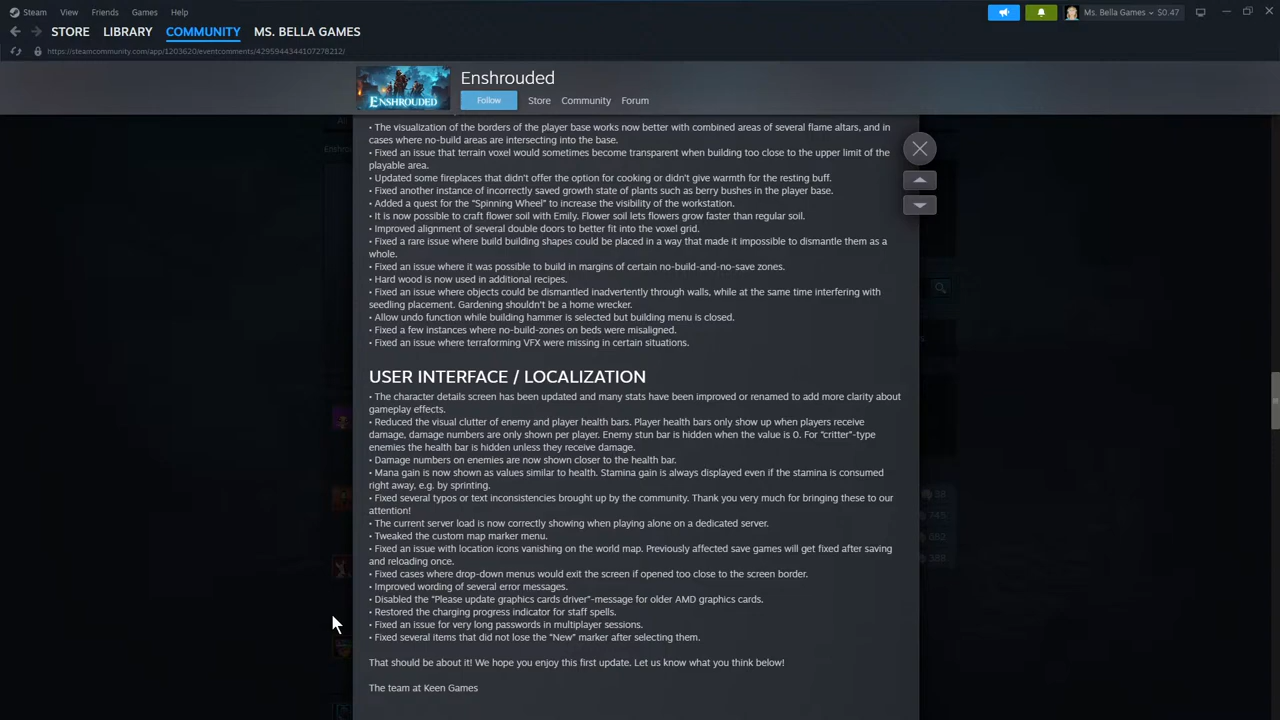 Steam View Friends Games Help
Ms. Bella Games $0.47
STORE LIBRARY COMMUNITY MS. BELLA GAMES
https://steamcommunity.com/app/1203620/eventcomments/4295944344107278212/
ENSHROUDED
Enshrouded
Follow Store Community Forum
• The visualization of the borders of the player base works now better with combined areas of several flame altars, and in
cases where no-build areas are intersecting into the base.
• Fixed an issue that terrain voxel would sometimes become transparent when building too close to the upper limit of the
playable area.
• Updated some fireplaces that didn't offer the option for cooking or didn't give warmth for the resting buff.
• Fixed another instance of incorrectly saved growth state of plants such as berry bushes in the player base.
• Added a quest for the “Spinning Wheel” to increase the visibility of the workstation.
• It is now possible to craft flower soil with Emily. Flower soil lets flowers grow faster than regular soil.
• Improved alignment of several double doors to better fit into the voxel grid.
• Fixed a rare issue where build building shapes could be placed in a way that made it impossible to dismantle them as a
whole.
• Fixed an issue where it was possible to build in margins of certain no-build-and-no-save zones.
• Hard wood is now used in additional recipes.
• Fixed an issue where objects could be dismantled inadvertently through walls, while at the same time interfering with
seedling placement. Gardening shouldn't be a home wrecker.
• Allow undo function while building hammer is selected but building menu is closed.
• Fixed a few instances where no-build-zones on beds were misaligned.
• Fixed an issue where terraforming VFX were missing in certain situations.
USER INTERFACE / LOCALIZATION
• The character details screen has been updated and many stats have been improved or renamed to add more clarity about
gameplay effects.
• Reduced the visual clutter of enemy and player health bars. Player health bars only show up when players receive
damage, damage numbers are only shown per player. Enemy stun bar is hidden when the value is 0. For “critter”-type
enemies the health bar is hidden unless they receive damage.
• Damage numbers on enemies are now shown closer to the health bar.
• Mana gain is now shown as values similar to health. Stamina gain is always displayed even if the stamina is consumed
right away, e.g. by sprinting.
• Fixed several typos or text inconsistencies brought up by the community. Thank you very much for bringing these to our
attention!
• The current server load is now correctly showing when playing alone on a dedicated server.
• Tweaked the custom map marker menu.
• Fixed an issue with location icons vanishing on the world map. Previously affected save games will get fixed after saving
and reloading once.
• Fixed cases where drop-down menus would exit the screen if opened too close to the screen border.
• Improved wording of several error messages.
• Disabled the “Please update graphics cards driver”-message for older AMD graphics cards.
• Restored the charging progress indicator for staff spells.
• Fixed an issue for very long passwords in multiplayer sessions.
• Fixed several items that did not lose the “New” marker after selecting them.
That should be about it! We hope you enjoy this first update. Let us know what you think below!
The team at Keen Games